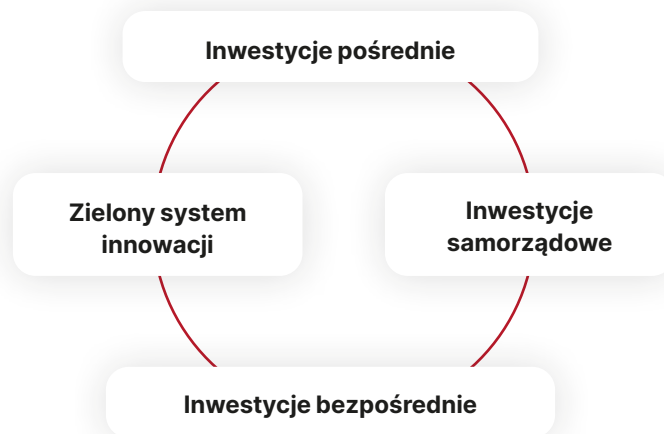 Inwestycje pośrednie
Zielony system
innowacji
Inwestycje
samorządowe
Inwestycje bezpośrednie